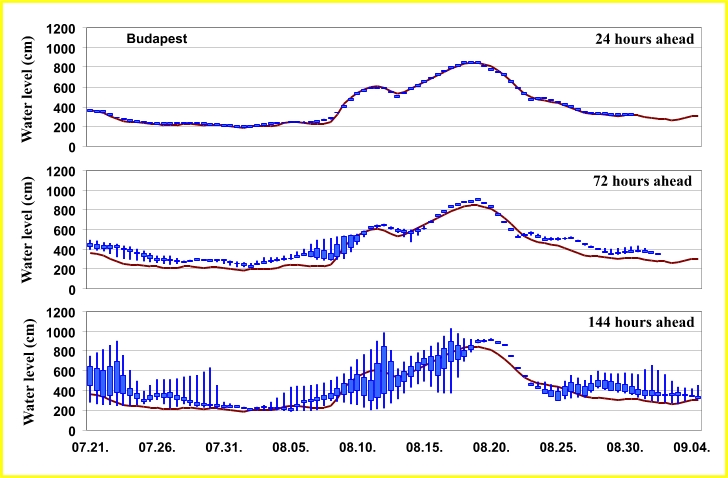 Budapest
24 hours ahead
Water level (cm)
1200
1000
800
600
400
200
0
72 hours ahead
Water level (cm)
1200
1000
800
600
400
200
0
144 hours ahead
Water level (cm)
1200
1000
800
600
400
200
0
07.21. 07.26. 07.31. 08.05. 08.10. 08.15. 08.20. 08.25. 08.30. 09.04.